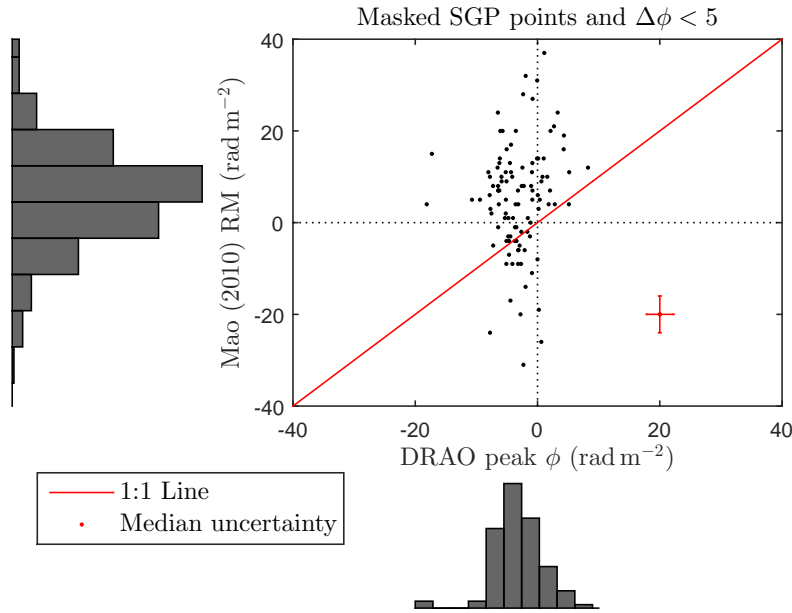 Masked SGP points and Δϕ < 5
40
20
0
-20
-40
Mao (2010) RM (rad m⁻²)
-40
-20
0
20
40
DRAO peak ϕ (rad m⁻²)
1:1 Line
Median uncertainty